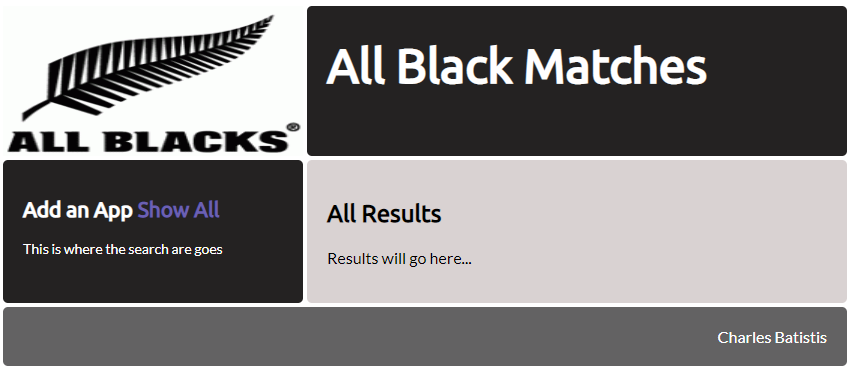 ALL BLACKS®
All Black Matches
Add an App Show All
This is where the search are goes
All Results
Results will go here...
Charles Batistis